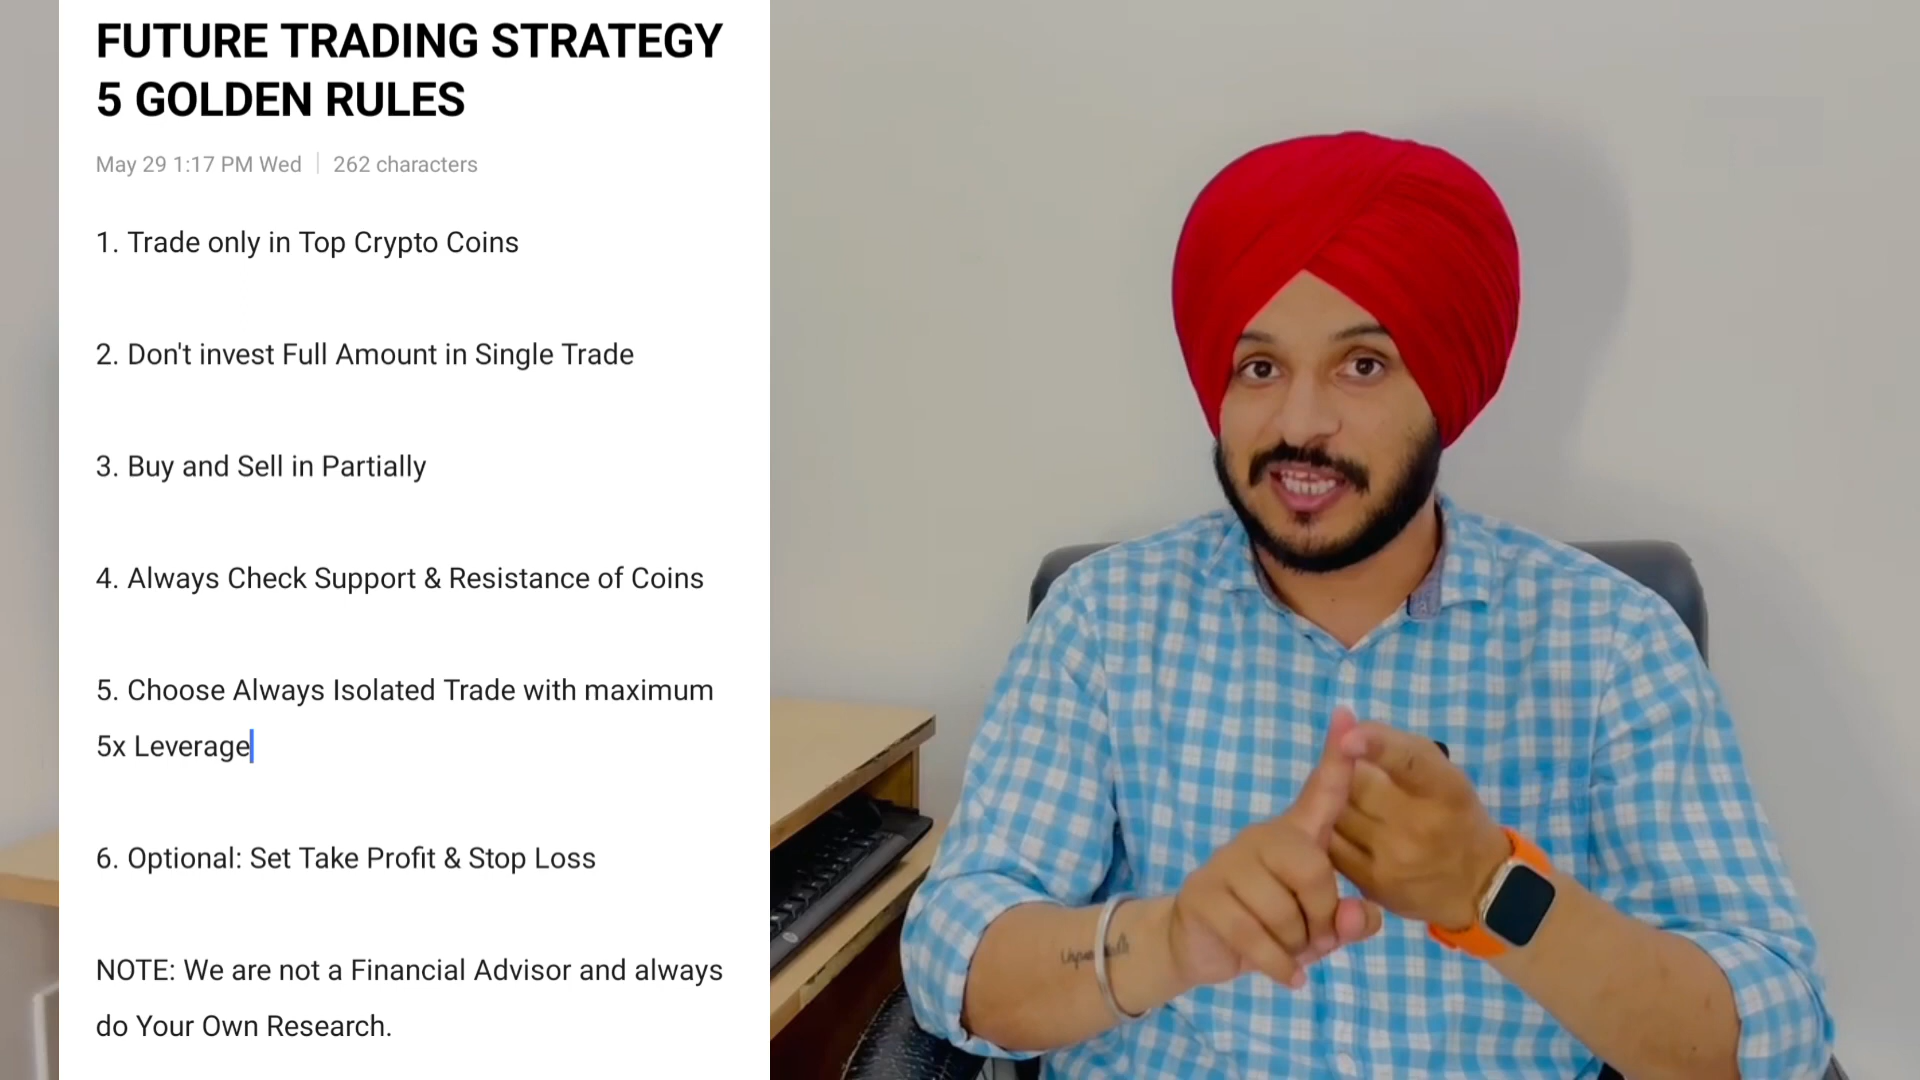 FUTURE TRADING STRATEGY
5 GOLDEN RULES
May 29 1:17 PM Wed | 262 characters
1. Trade only in Top Crypto Coins
2. Don't invest Full Amount in Single Trade
3. Buy and Sell in Partially
4. Always Check Support & Resistance of Coins
5. Choose Always Isolated Trade with maximum
5x Leverage
6. Optional: Set Take Profit & Stop Loss
NOTE: We are not a Financial Advisor and always
do Your Own Research.